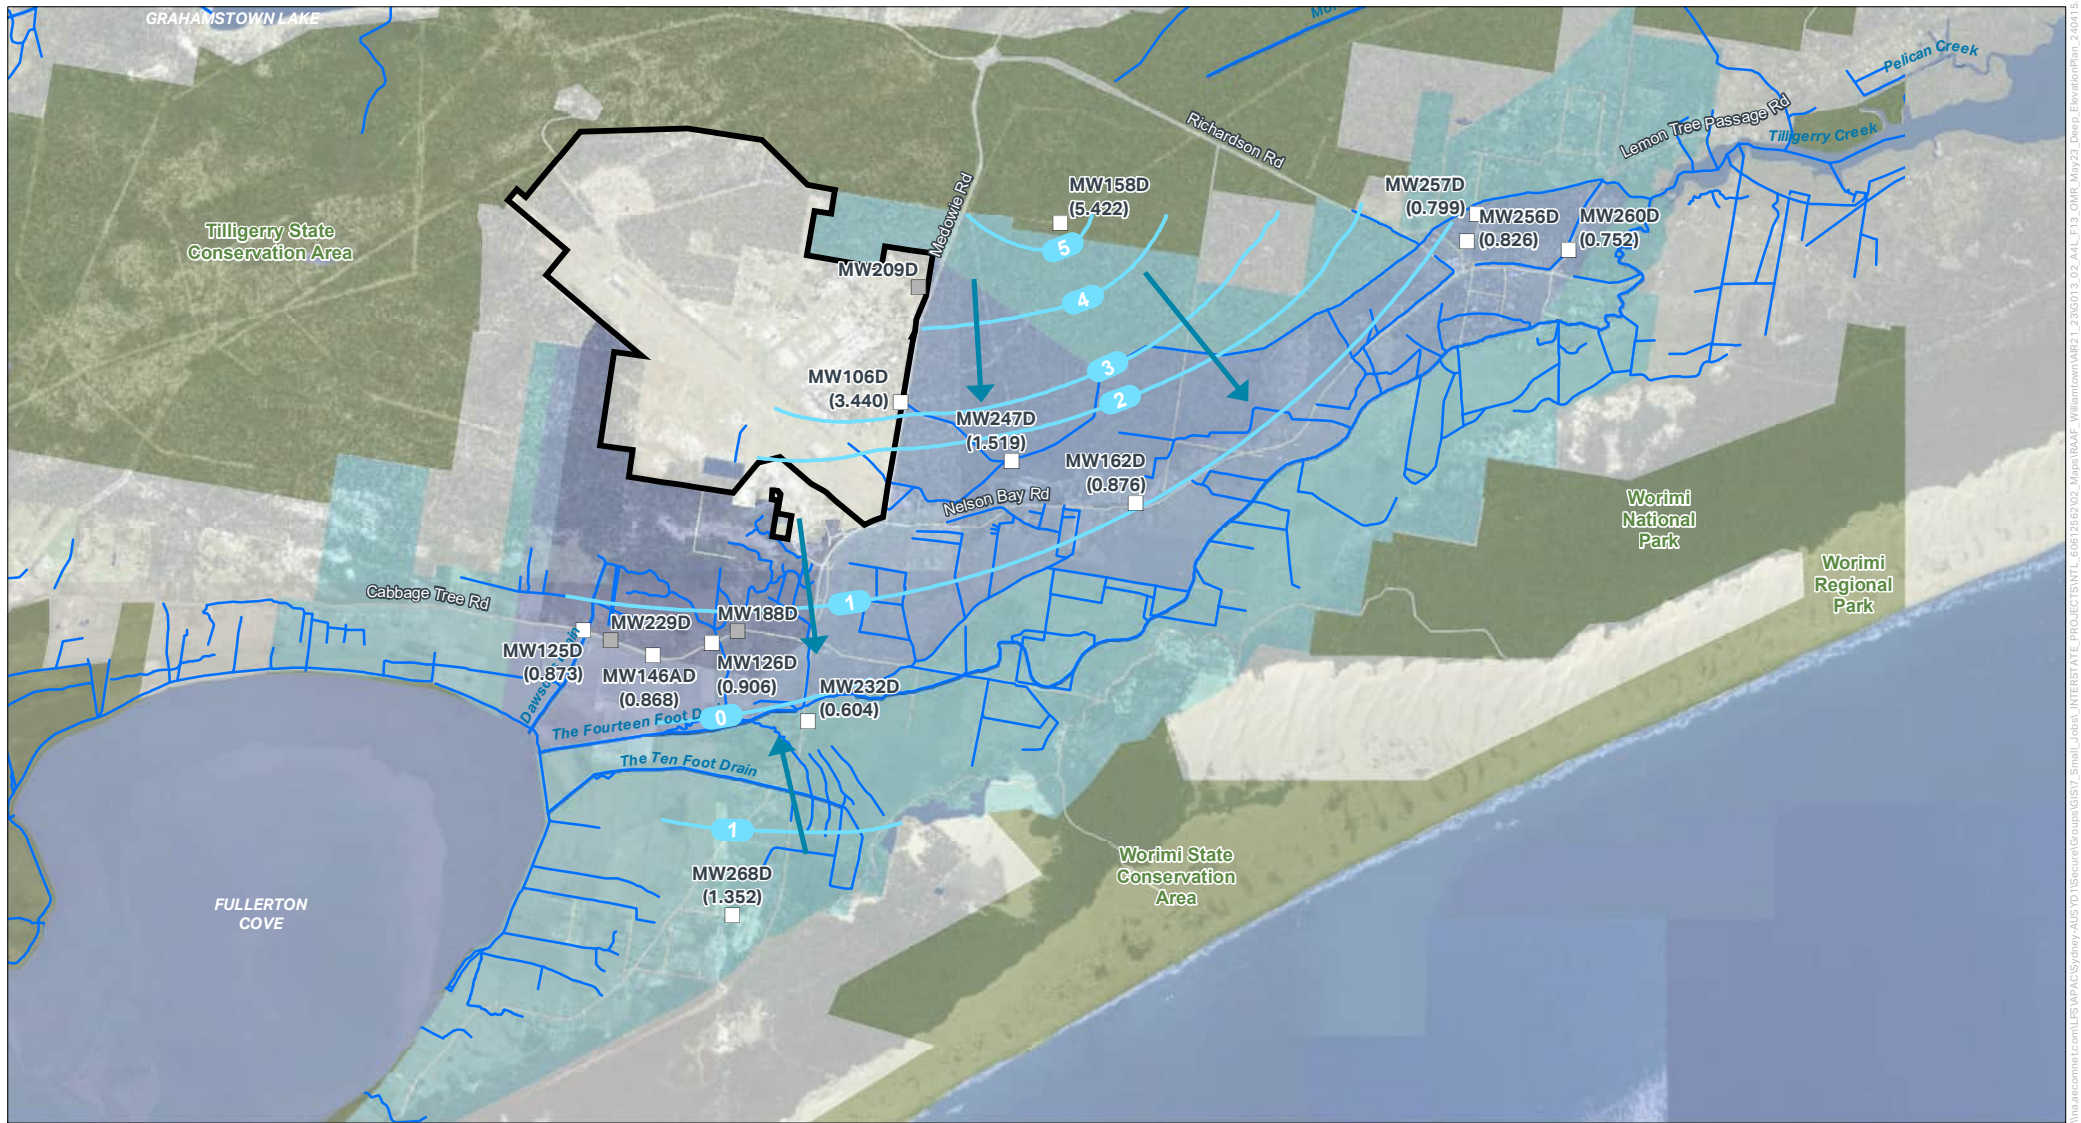 GRAHAMSTOWN LAKE
Pelican Creek
Richardson Rd
Lemon Tree Passage Rd
Tilligerry Creek
Medowie Rd
MW158D
(5.422)
MW257D
(0.799)
MW256D
(0.826)
MW260D
(0.752)
Tilligerry State
Conservation Area
5
MW209D
4
3
MW106D
(3.440)
2
MW247D
(1.519)
MW162D
(0.876)
Nelson Bay Rd
Worimi
National
Park
Worimi
Regional
Park
Cabbage Tree Rd
1
MW229D
MW188D
MW125D
(0.873)
MW146AD
(0.868)
MW126D
(0.906)
MW232D
(0.604)
0
The Fourteen Foot D
The Ten Foot Drain
1
MW268D
(1.352)
Worimi State
Conservation
Area
FULLERTON
COVE